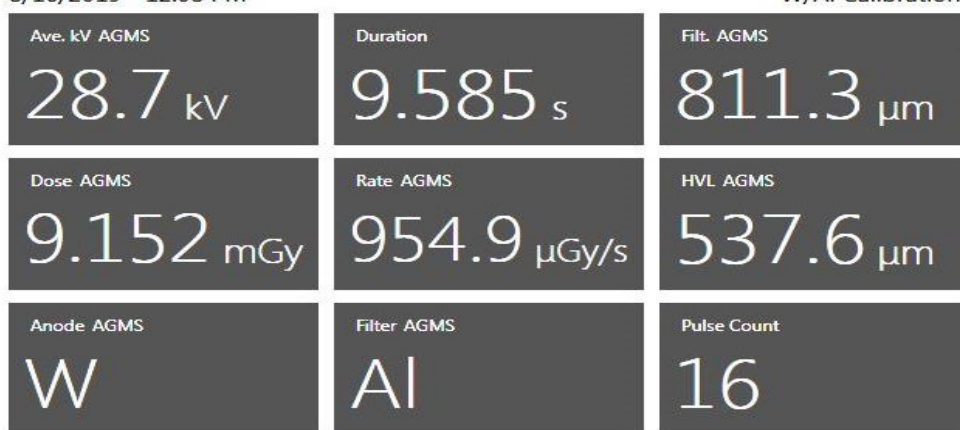 Ave. kV AGMS
28.7 kV
Duration
9.585 s
Filt. AGMS
811.3 µm
Dose AGMS
9.152 mGy
Rate AGMS
954.9 µGy/s
HVL AGMS
537.6 µm
Anode AGMS
W
Filter AGMS
Al
Pulse Count
16